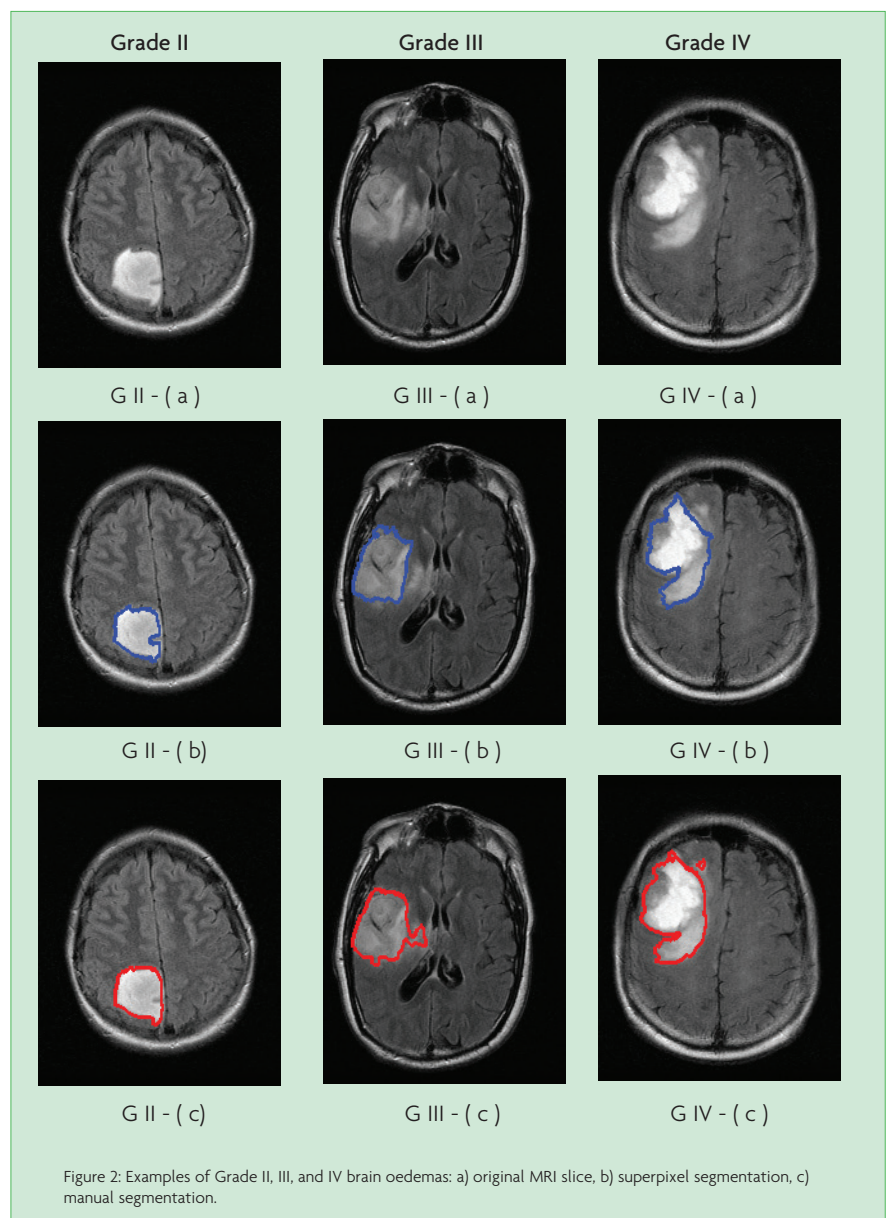 Grade II Grade III Grade IV
G II - ( a ) G III - ( a ) G IV - ( a )
G II - ( b) G III - ( b ) G IV - ( b )
G II - ( c) G III - ( c ) G IV - ( c )
Figure 2: Examples of Grade II, III, and IV brain oedemas: a) original MRI slice, b) superpixel segmentation, c)
manual segmentation.